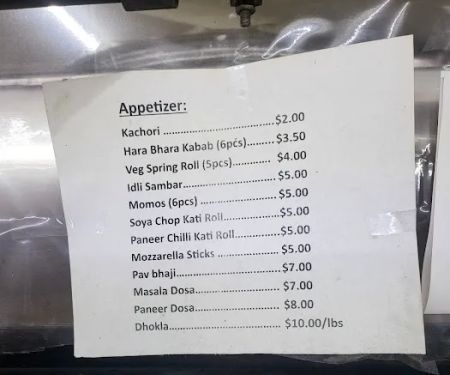 Appetizer:
Kachori ................................$2.00
Hara Bhara Kabab (6pcs)........ $3.50
Veg Spring Roll (5pcs)............ $4.00
Idli Sambar............................$5.00
Momos (6pcs) .......................$5.00
Soya Chop Kati Roll................$5.00
Paneer Chilli Kati Roll.............$5.00
Mozzarella Sticks ..................$5.00
Pav bhaji...............................$7.00
Masala Dosa..........................$7.00
Paneer Dosa.......................... $8.00
Dhokla.................................. $10.00/lbs